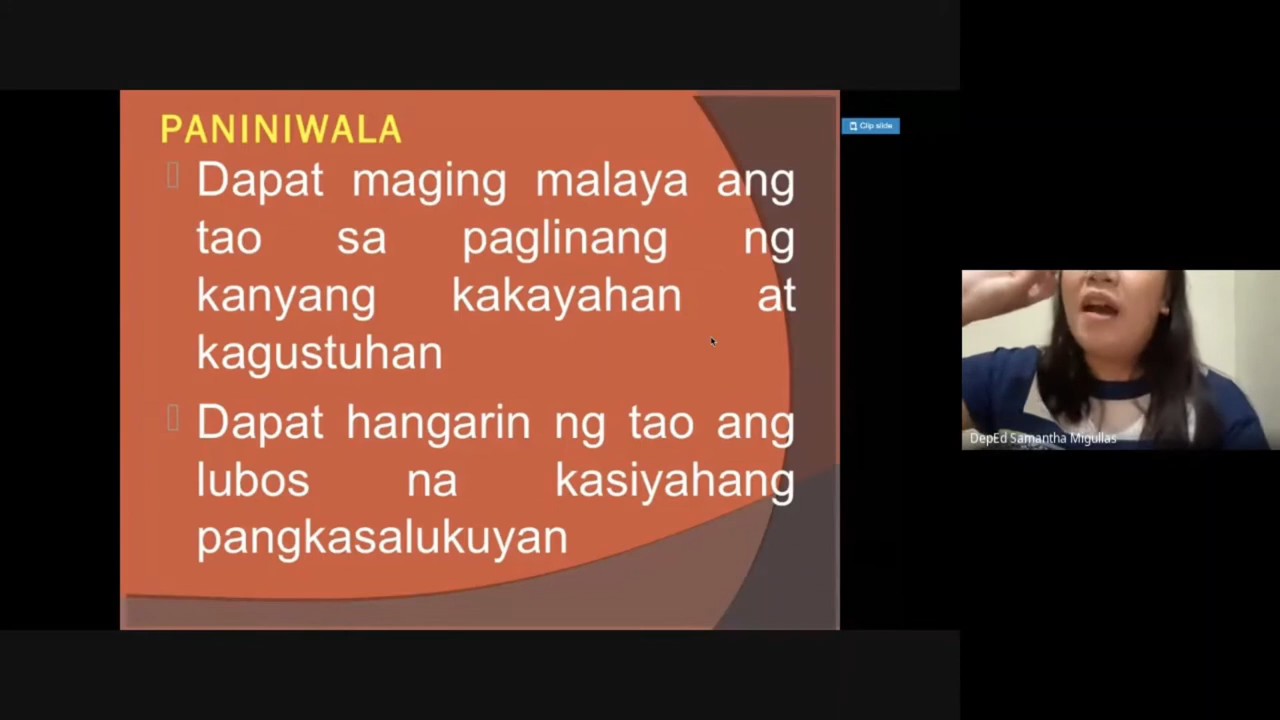 PANINIWALA
Dapat maging malaya ang
tao sa paglinang ng
kanyang kakayahan at
kagustuhan
Dapat hangarin ng tao ang
lubos na kasiyahang
pangkasalukuyan
Clip slide
DepEd Samantha Migullas